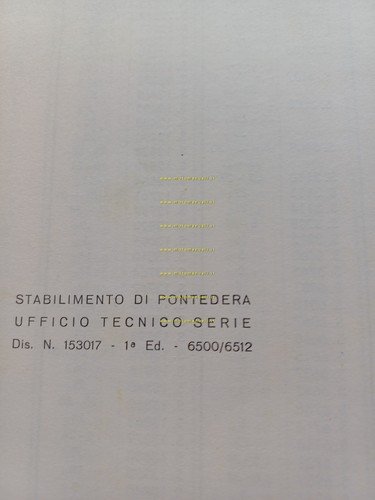 STABILIMENTO DI PONTEDERA
UFFICIO TECNICO SERIE
Dis. N. 153017 - 1ª Ed. - 6500/6512